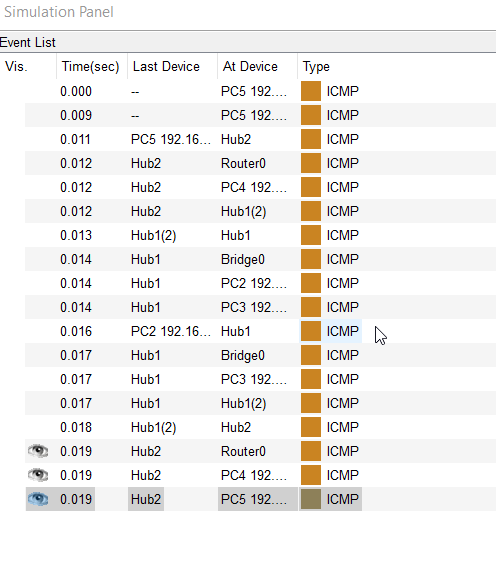 Simulation Panel
Event List
Vis. Time(sec) Last Device At Device Type
0.000 -- PC5 192.... ICMP
0.009 -- PC5 192.... ICMP
0.011 PC5 192.16... Hub2 ICMP
0.012 Hub2 Router0 ICMP
0.012 Hub2 PC4 192.... ICMP
0.012 Hub2 Hub1(2) ICMP
0.013 Hub1(2) Hub1 ICMP
0.014 Hub1 Bridge0 ICMP
0.014 Hub1 PC2 192.... ICMP
0.014 Hub1 PC3 192.... ICMP
0.016 PC2 192.16... Hub1 ICMP
0.017 Hub1 Bridge0 ICMP
0.017 Hub1 PC3 192.... ICMP
0.017 Hub1 Hub1(2) ICMP
0.018 Hub1(2) Hub2 ICMP
0.019 Hub2 Router0 ICMP
0.019 Hub2 PC4 192.... ICMP
0.019 Hub2 PC5 192.... ICMP